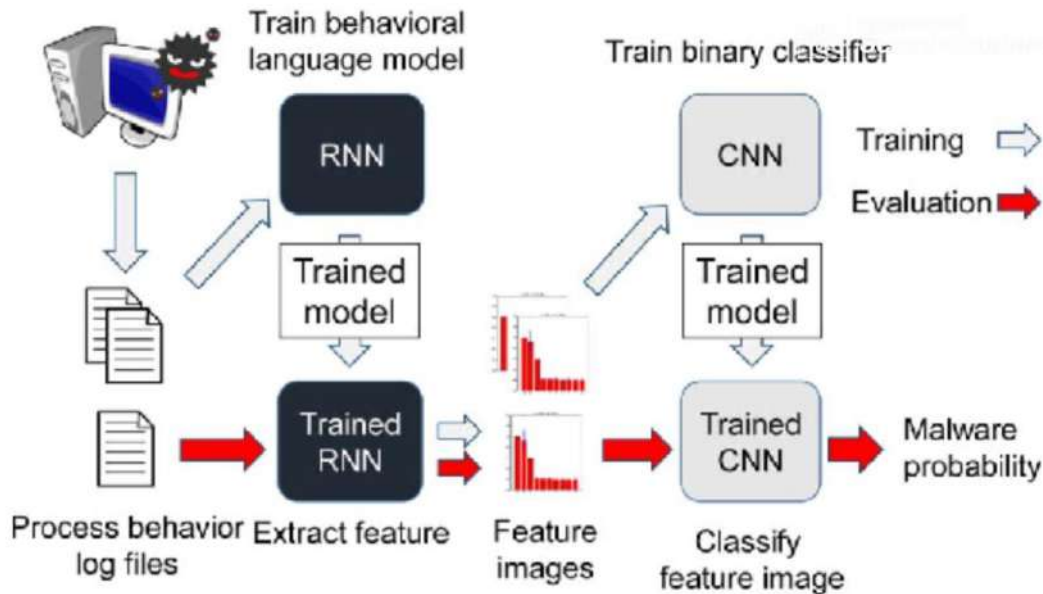 Train behavioral
language model
Train binary classifier
RNN
CNN
Training
Evaluation
Trained
model
Trained
model
Trained
RNN
Trained
CNN
Malware
probability
Process behavior
log files
Extract feature
Feature
images
Classify
feature image